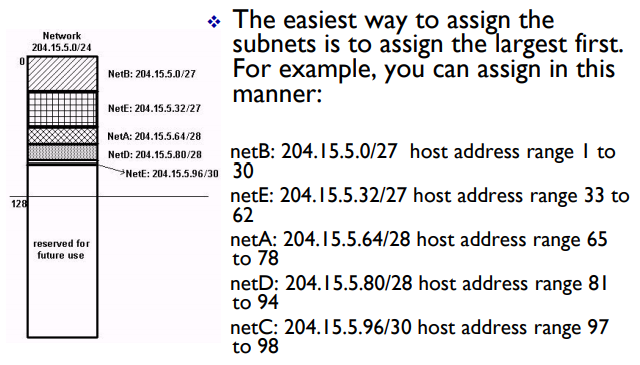 Network
204.15.5.0/24
0
NetB: 204.15.5.0/27
NetE: 204.15.5.32/27
NetA: 204.15.5.64/28
NetD: 204.15.5.80/28
NetE: 204.15.5.96/30
128
reserved for
future use
❖ The easiest way to assign the
subnets is to assign the largest first.
For example, you can assign in this
manner:
netB: 204.15.5.0/27 host address range 1 to
30
netE: 204.15.5.32/27 host address range 33 to
62
netA: 204.15.5.64/28 host address range 65
to 78
netD: 204.15.5.80/28 host address range 81
to 94
netC: 204.15.5.96/30 host address range 97
to 98